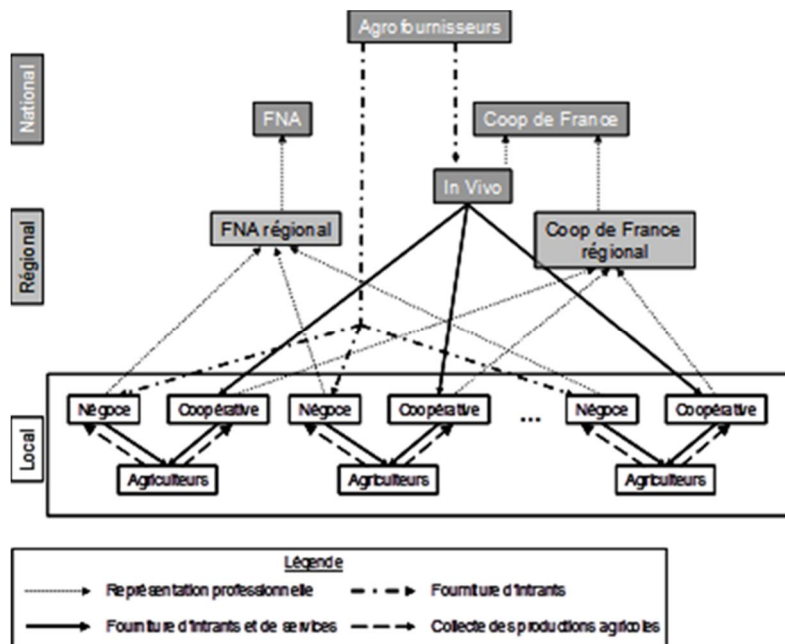 Agrofournisseurs
National
FNA
Coop de France
In Vivo
Régional
FNA régional
Coop de France
régional
Local
Négoce
Coopérative
Négoce
Coopérative
...
Négoce
Coopérative
Agriculteurs
Agriculteurs
Agriculteurs
Légende
Représentation professionnelle
Fourniture d'intrants
Fourniture d'intrants et de services
Collecte des productions agricoles